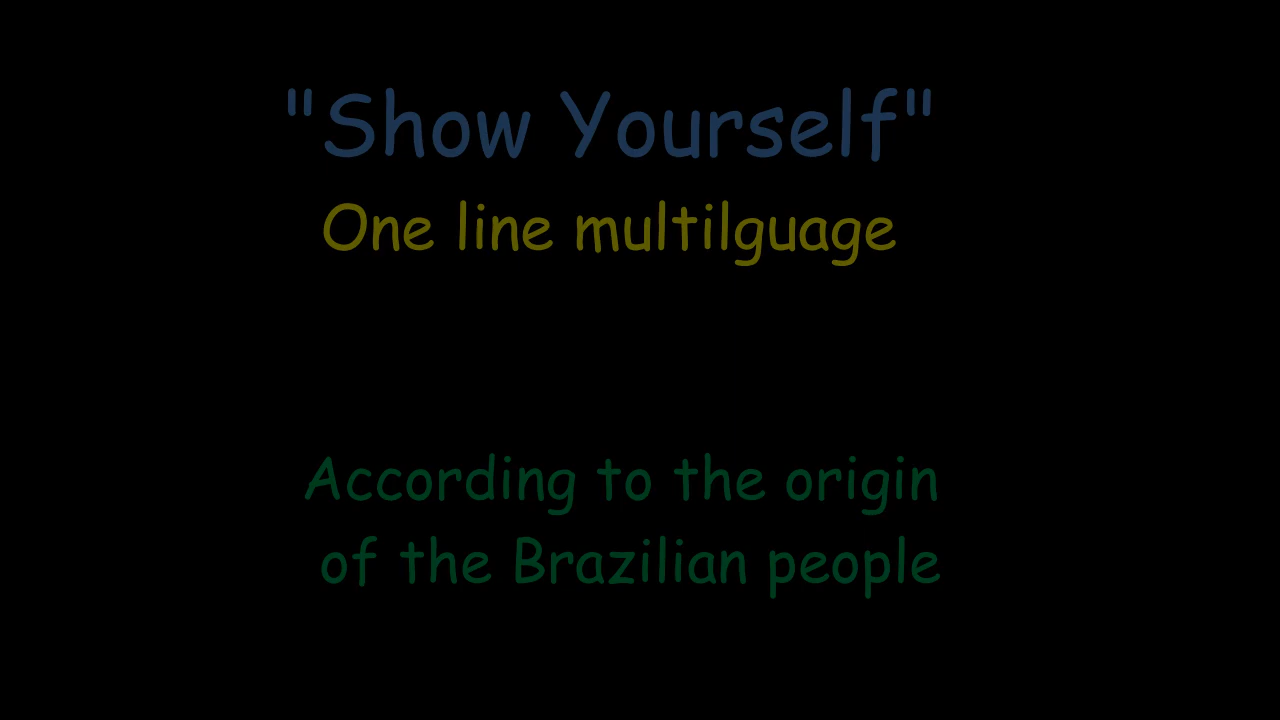 "Show Yourself"
One line multilguage
According to the origin
of the Brazilian people